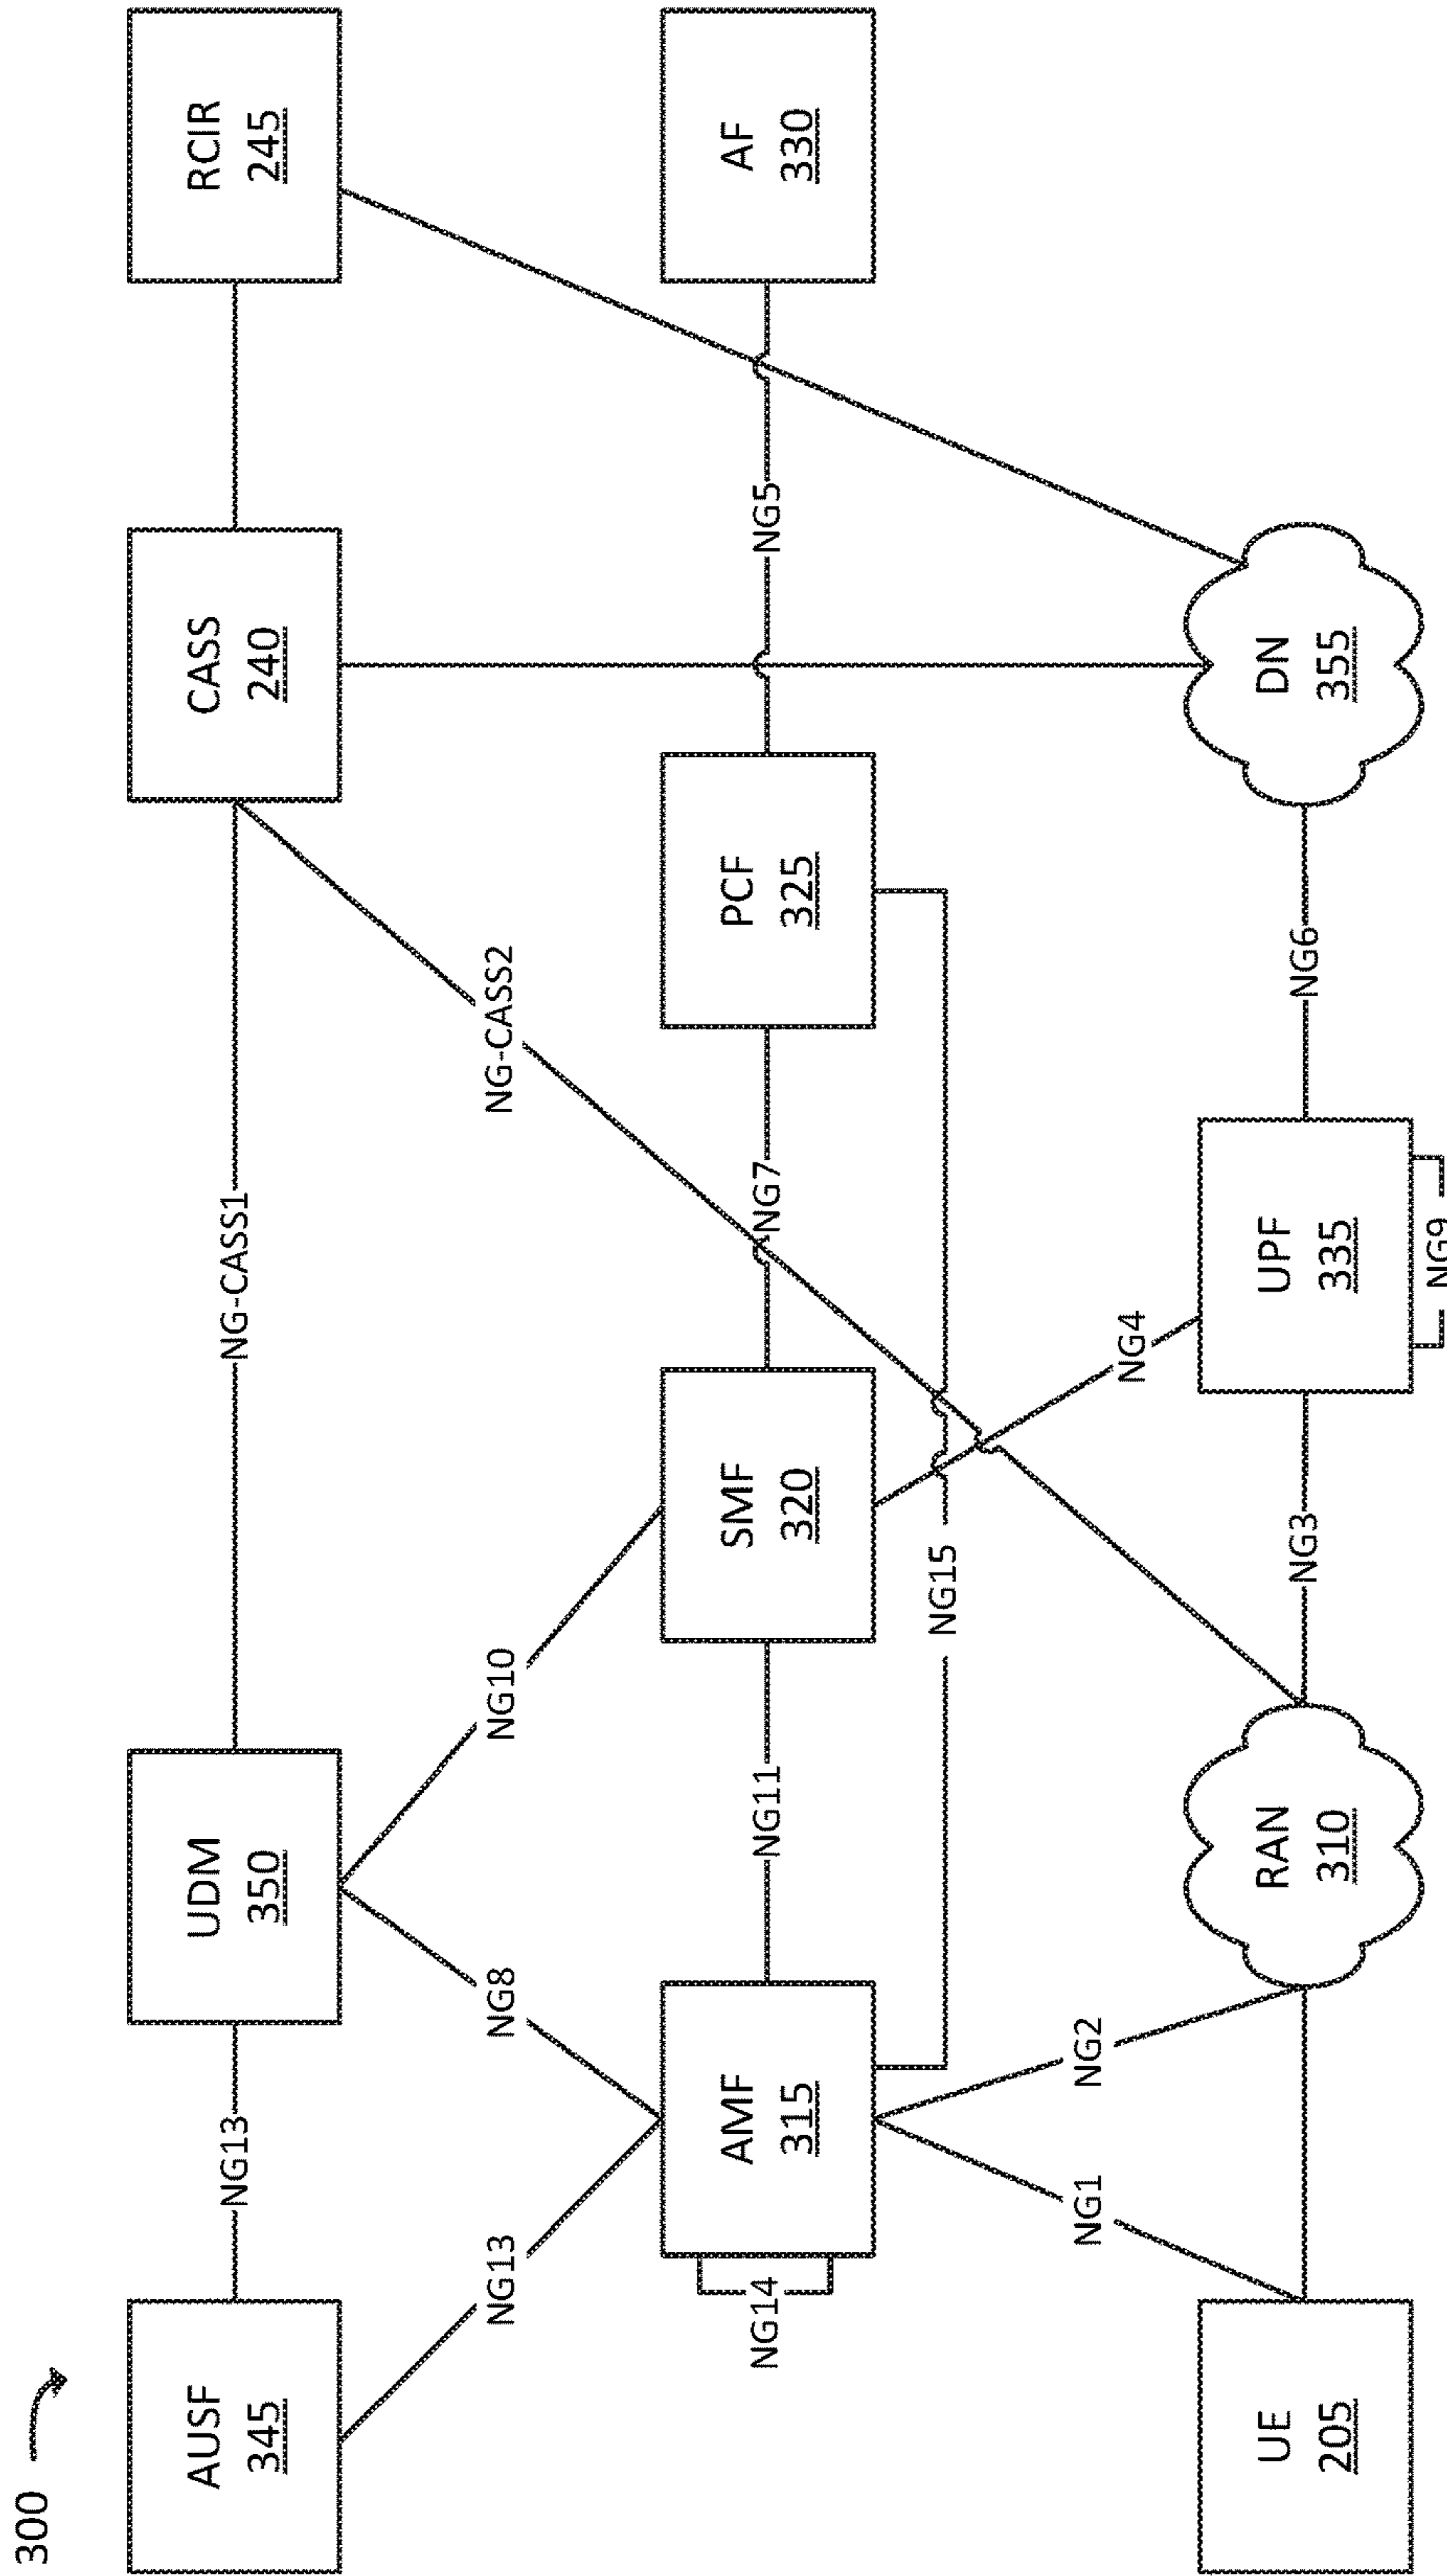 300
AUSF
345
NG13
UDM
350
NG-CASS1
CASS
240
RCIR
245
NG13
NG8
NG10
NG-CASS2
NG14
AMF
315
NG11
SMF
320
NG7
PCF
325
NG5
AF
330
NG15
NG1
NG2
NG4
UE
205
RAN
310
NG3
UPF
335
NG6
DN
355
NG9